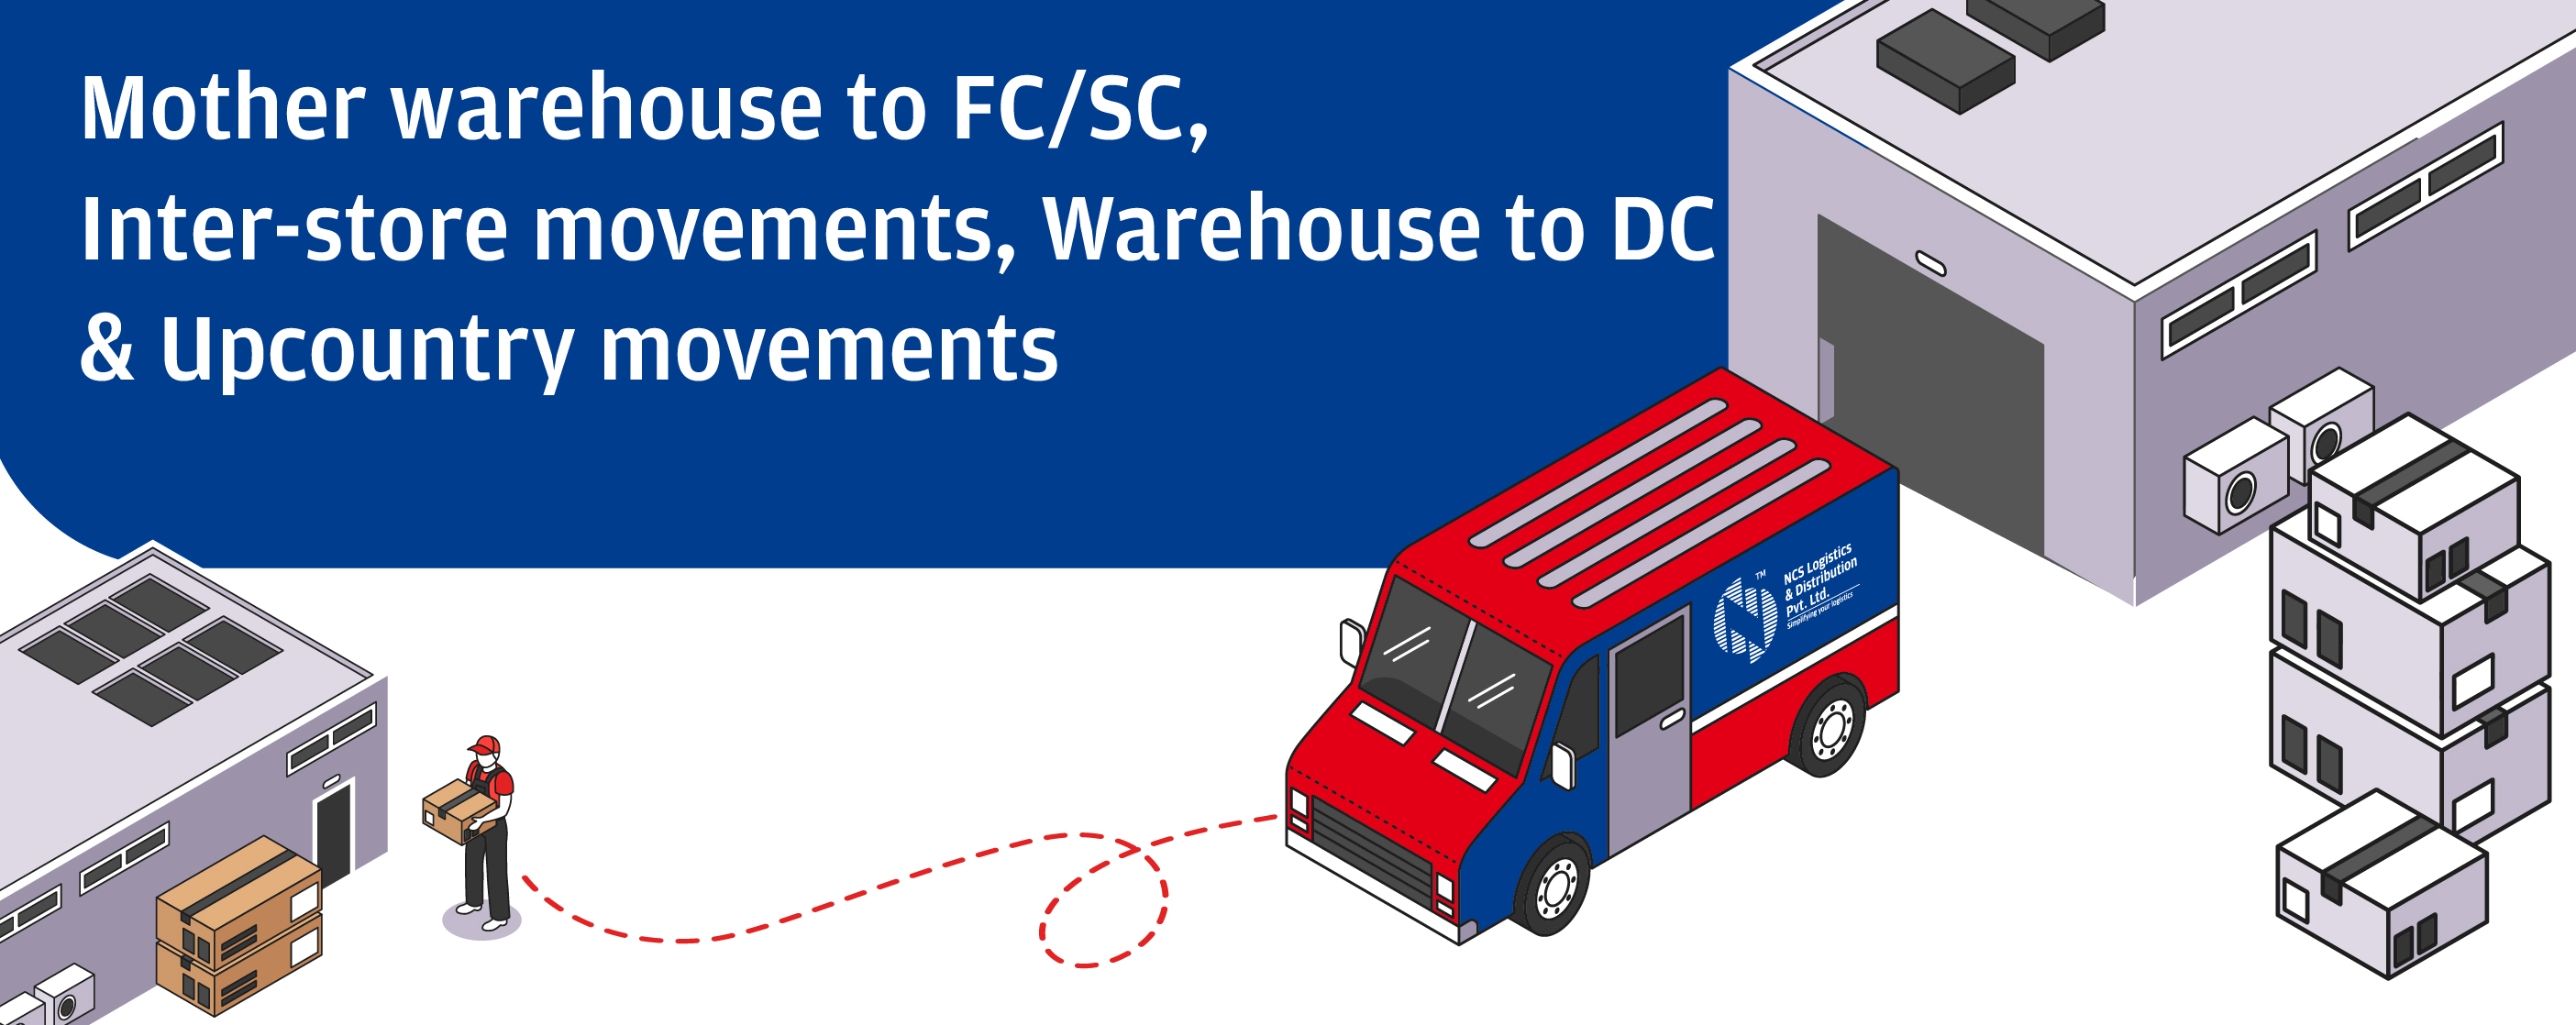 Mother warehouse to FC/SC,
Inter-store movements, Warehouse to DC
& Upcountry movements
TM
NCS Logistics
& Distribution
Pvt. Ltd.
Simplifying your logistics